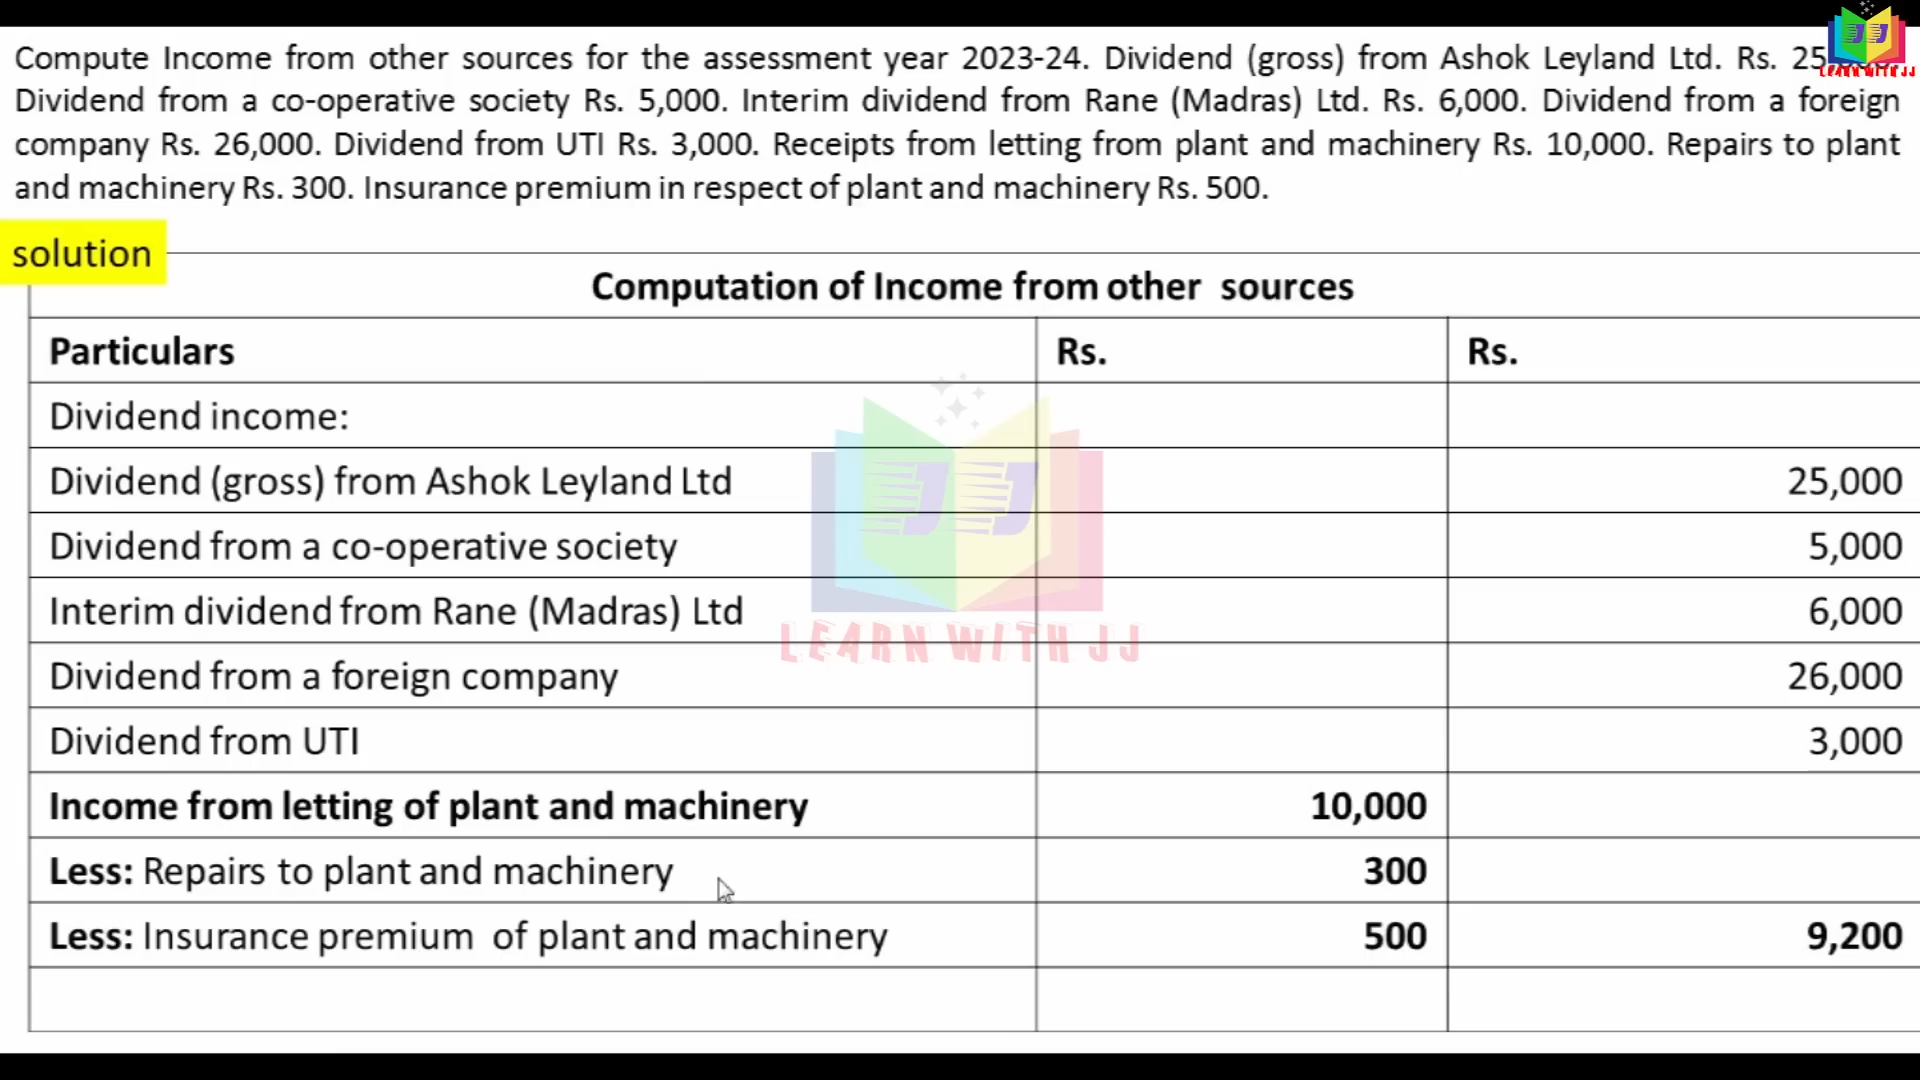 Compute Income from other sources for the assessment year 2023-24. Dividend (gross) from Ashok Leyland Ltd. Rs.
Dividend from a co-operative society Rs. 5,000. Interim dividend from Rane (Madras) Ltd. Rs. 6,000. Dividend from a foreign
company Rs. 26,000. Dividend from UTI Rs. 3,000. Receipts from letting from plant and machinery Rs. 10,000. Repairs to plant
and machinery Rs. 300. Insurance premium in respect of plant and machinery Rs. 500.
LEARN WITH JJ
solution
Computation of Income from other sources
Particulars Rs. Rs.
Dividend income:
Dividend (gross) from Ashok Leyland Ltd 25,000
Dividend from a co-operative society 5,000
Interim dividend from Rane (Madras) Ltd 6,000
LEARN WITH JJ
Dividend from a foreign company 26,000
Dividend from UTI 3,000
Income from letting of plant and machinery 10,000
Less: Repairs to plant and machinery 300
Less: Insurance premium of plant and machinery 500 9,200